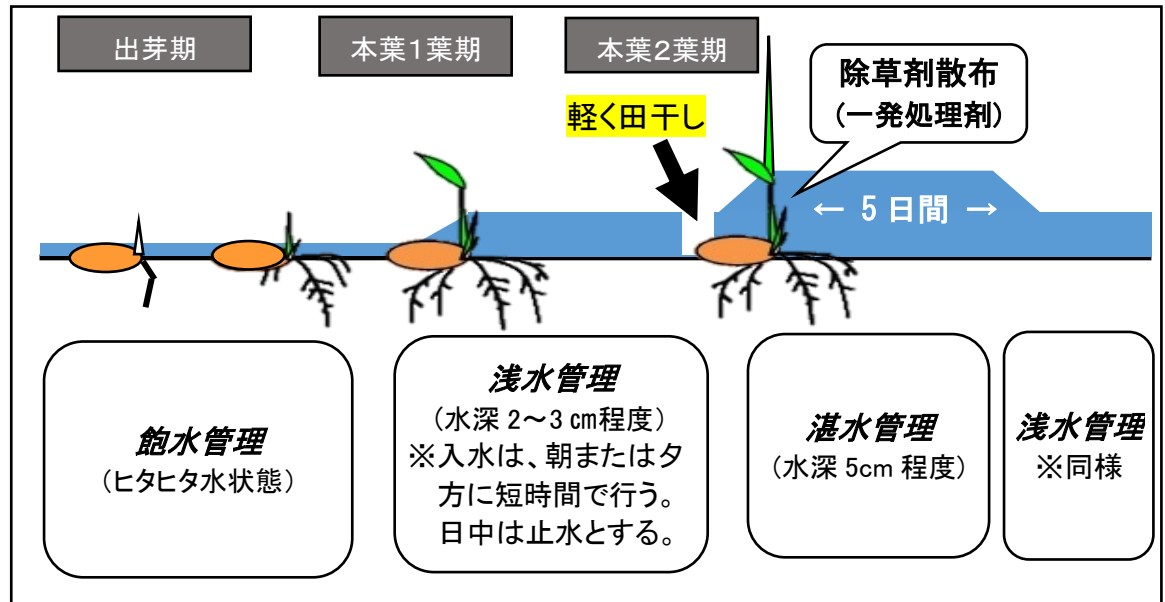 出芽期
本葉1葉期
本葉2葉期
除草剤散布
(一発処理剤)
軽く田干し
← 5日間 →
飽水管理
(ヒタヒタ水状態)
浅水管理
(水深2～3㎝程度)
※入水は、朝または夕
方に短時間で行う。
日中は止水とする。
湛水管理
(水深5cm程度)
浅水管理
※同様